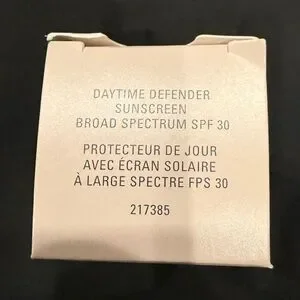 DAYTIME DEFENDER
SUNSCREEN
BROAD SPECTRUM SPF 30
PROTECTEUR DE JOUR
AVEC ÉCRAN SOLAIRE
À LARGE SPECTRE FPS 30
217385